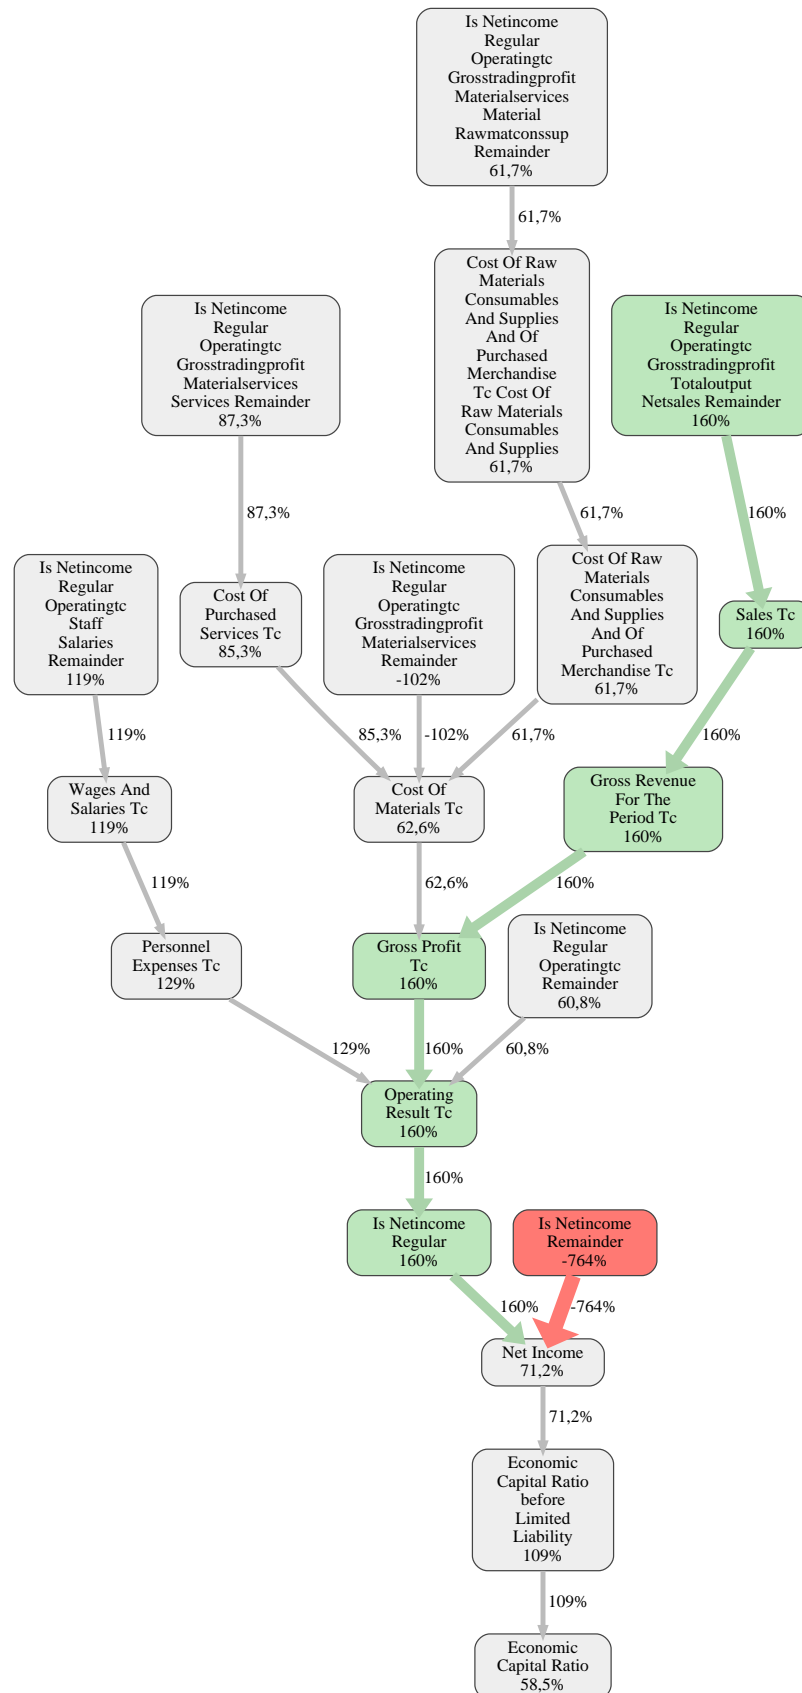 Is Netincome
Regular
Operatingtc
Grosstradingprofit
Materialservices
Material
Rawmatconssup
Remainder
61,7%
61,7%
Cost Of Raw
Materials
Consumables
And Supplies
And Of
Purchased
Merchandise
Tc Cost Of
Raw Materials
Consumables
And Supplies
61,7%
Is Netincome
Regular
Operatingtc
Grosstradingprofit
Materialservices
Services Remainder
87,3%
Is Netincome
Regular
Operatingtc
Grosstradingprofit
Totaloutput
Netsales Remainder
160%
87,3%
61,7%
160%
Is Netincome
Regular
Operatingtc
Staff
Salaries
Remainder
119%
Cost Of
Purchased
Services Tc
85,3%
Is Netincome
Regular
Operatingtc
Grosstradingprofit
Materialservices
Remainder
-102%
Cost Of Raw
Materials
Consumables
And Supplies
And Of
Purchased
Merchandise Tc
61,7%
Sales Tc
160%
119%
85,3%
-102%
61,7%
160%
Wages And
Salaries Tc
119%
Cost Of
Materials Tc
62,6%
Gross Revenue
For The
Period Tc
160%
119%
62,6%
160%
Personnel
Expenses Tc
129%
Gross Profit
Tc
160%
Is Netincome
Regular
Operatingtc
Remainder
60,8%
129%
160%
60,8%
Operating
Result Tc
160%
160%
Is Netincome
Regular
160%
Is Netincome
Remainder
-764%
160%
-764%
Net Income
71,2%
71,2%
Economic
Capital Ratio
before
Limited
Liability
109%
109%
Economic
Capital Ratio
58,5%